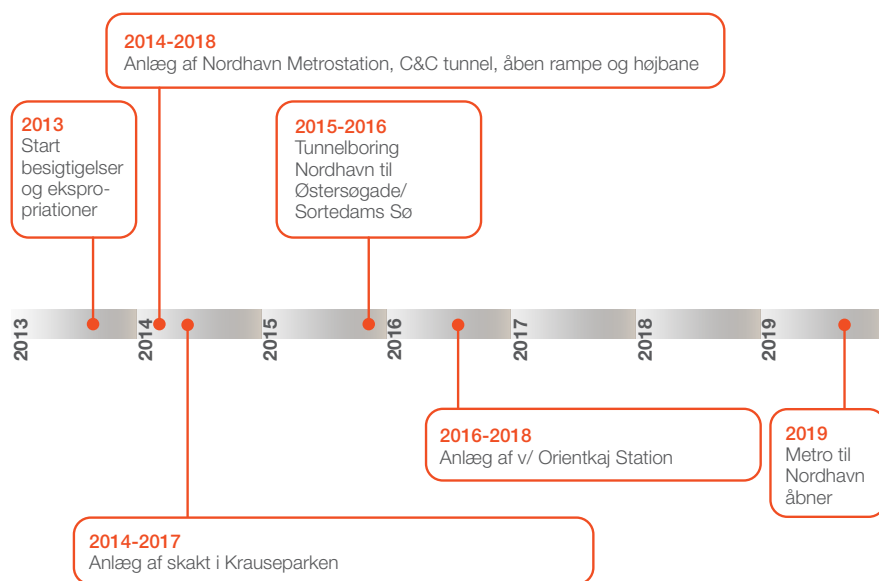 2014-2018
Anlæg af Nordhavn Metrostation, C&C tunnel, åben rampe og højbane
2013
Start
besigtigelser
og ekspro-
priationer
2015-2016
Tunnelboring
Nordhavn til
Østersøgade/
Sortedams Sø
2013
2014
2015
2016
2017
2018
2019
2016-2018
Anlæg af v/ Orientkaj Station
2019
Metro til
Nordhavn
åbner
2014-2017
Anlæg af skakt i Krauseparken